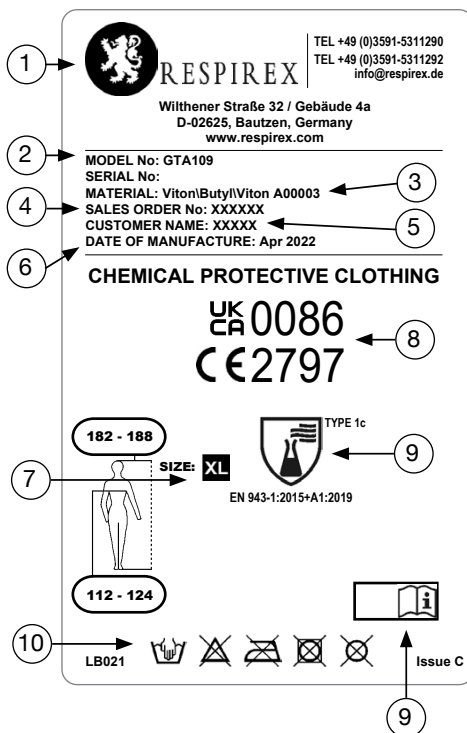 1
RESPIREX
TEL +49 (0)3591-5311290
TEL +49 (0)3591-5311292
info@respirex.de
Wilthener Straße 32 / Gebäude 4a
D-02625, Bautzen, Germany
www.respirex.com
2
MODEL No: GTA109
SERIAL No:
MATERIAL: Viton\Butyl\Viton A00003
3
4
SALES ORDER No: XXXXXX
CUSTOMER NAME: XXXXX
5
6
DATE OF MANUFACTURE: Apr 2022
CHEMICAL PROTECTIVE CLOTHING
UK CA 0086
8
CE 2797
182 - 188
TYPE 1c
7
SIZE: XL
9
EN 943-1:2015+A1:2019
112 - 124
i
10
LB021
Issue C
9